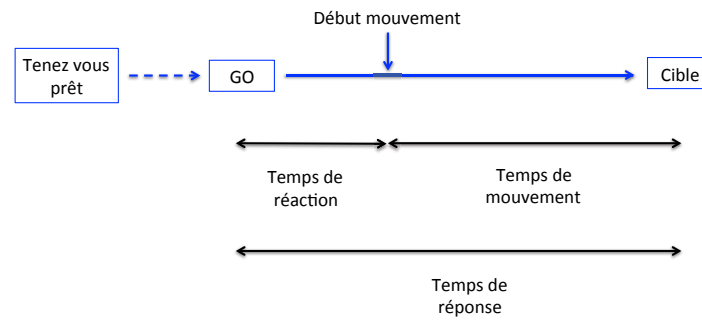 Début mouvement
Tenez vous
prêt
GO
Cible
Temps de
réaction
Temps de
mouvement
Temps de
réponse